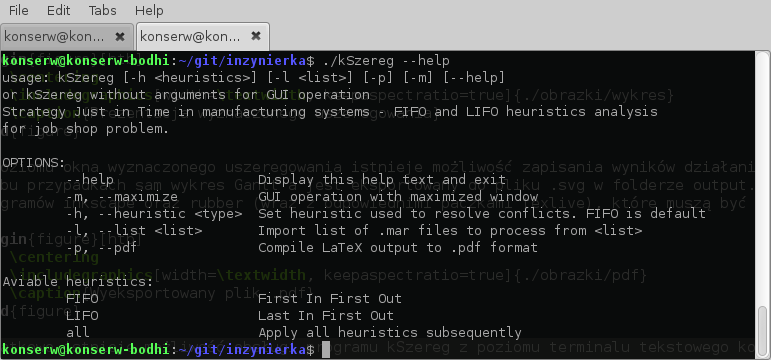 File Edit Tabs Help
konserw@ko... konserw@ko...
konserw@konserw-bodhi:~/git/inzynierka$ ./kSzereg --help
usage: kSzereg [-h <heuristics>] [-l <list>] [-p] [-m] [--help]
or kSzereg without arguments for GUI operation
Strategy Just in Time in manufacturing systems - FIFO and LIFO heuristics analysis
for job shop problem.
OPTIONS:
--help Display this help text and exit
-m, --maximize GUI operation with maximized window
-h, --heuristic <type> Set heuristic used to resolve conflicts. FIFO is default
-l, --list <list> Import list of .mar files to process from <list>
-p, --pdf Compile LaTeX output to .pdf format
Aviable heuristics:
FIFO First In First Out
LIFO Last In First Out
all Apply all heuristics subsequently
konserw@konserw-bodhi:~/git/inzynierka$